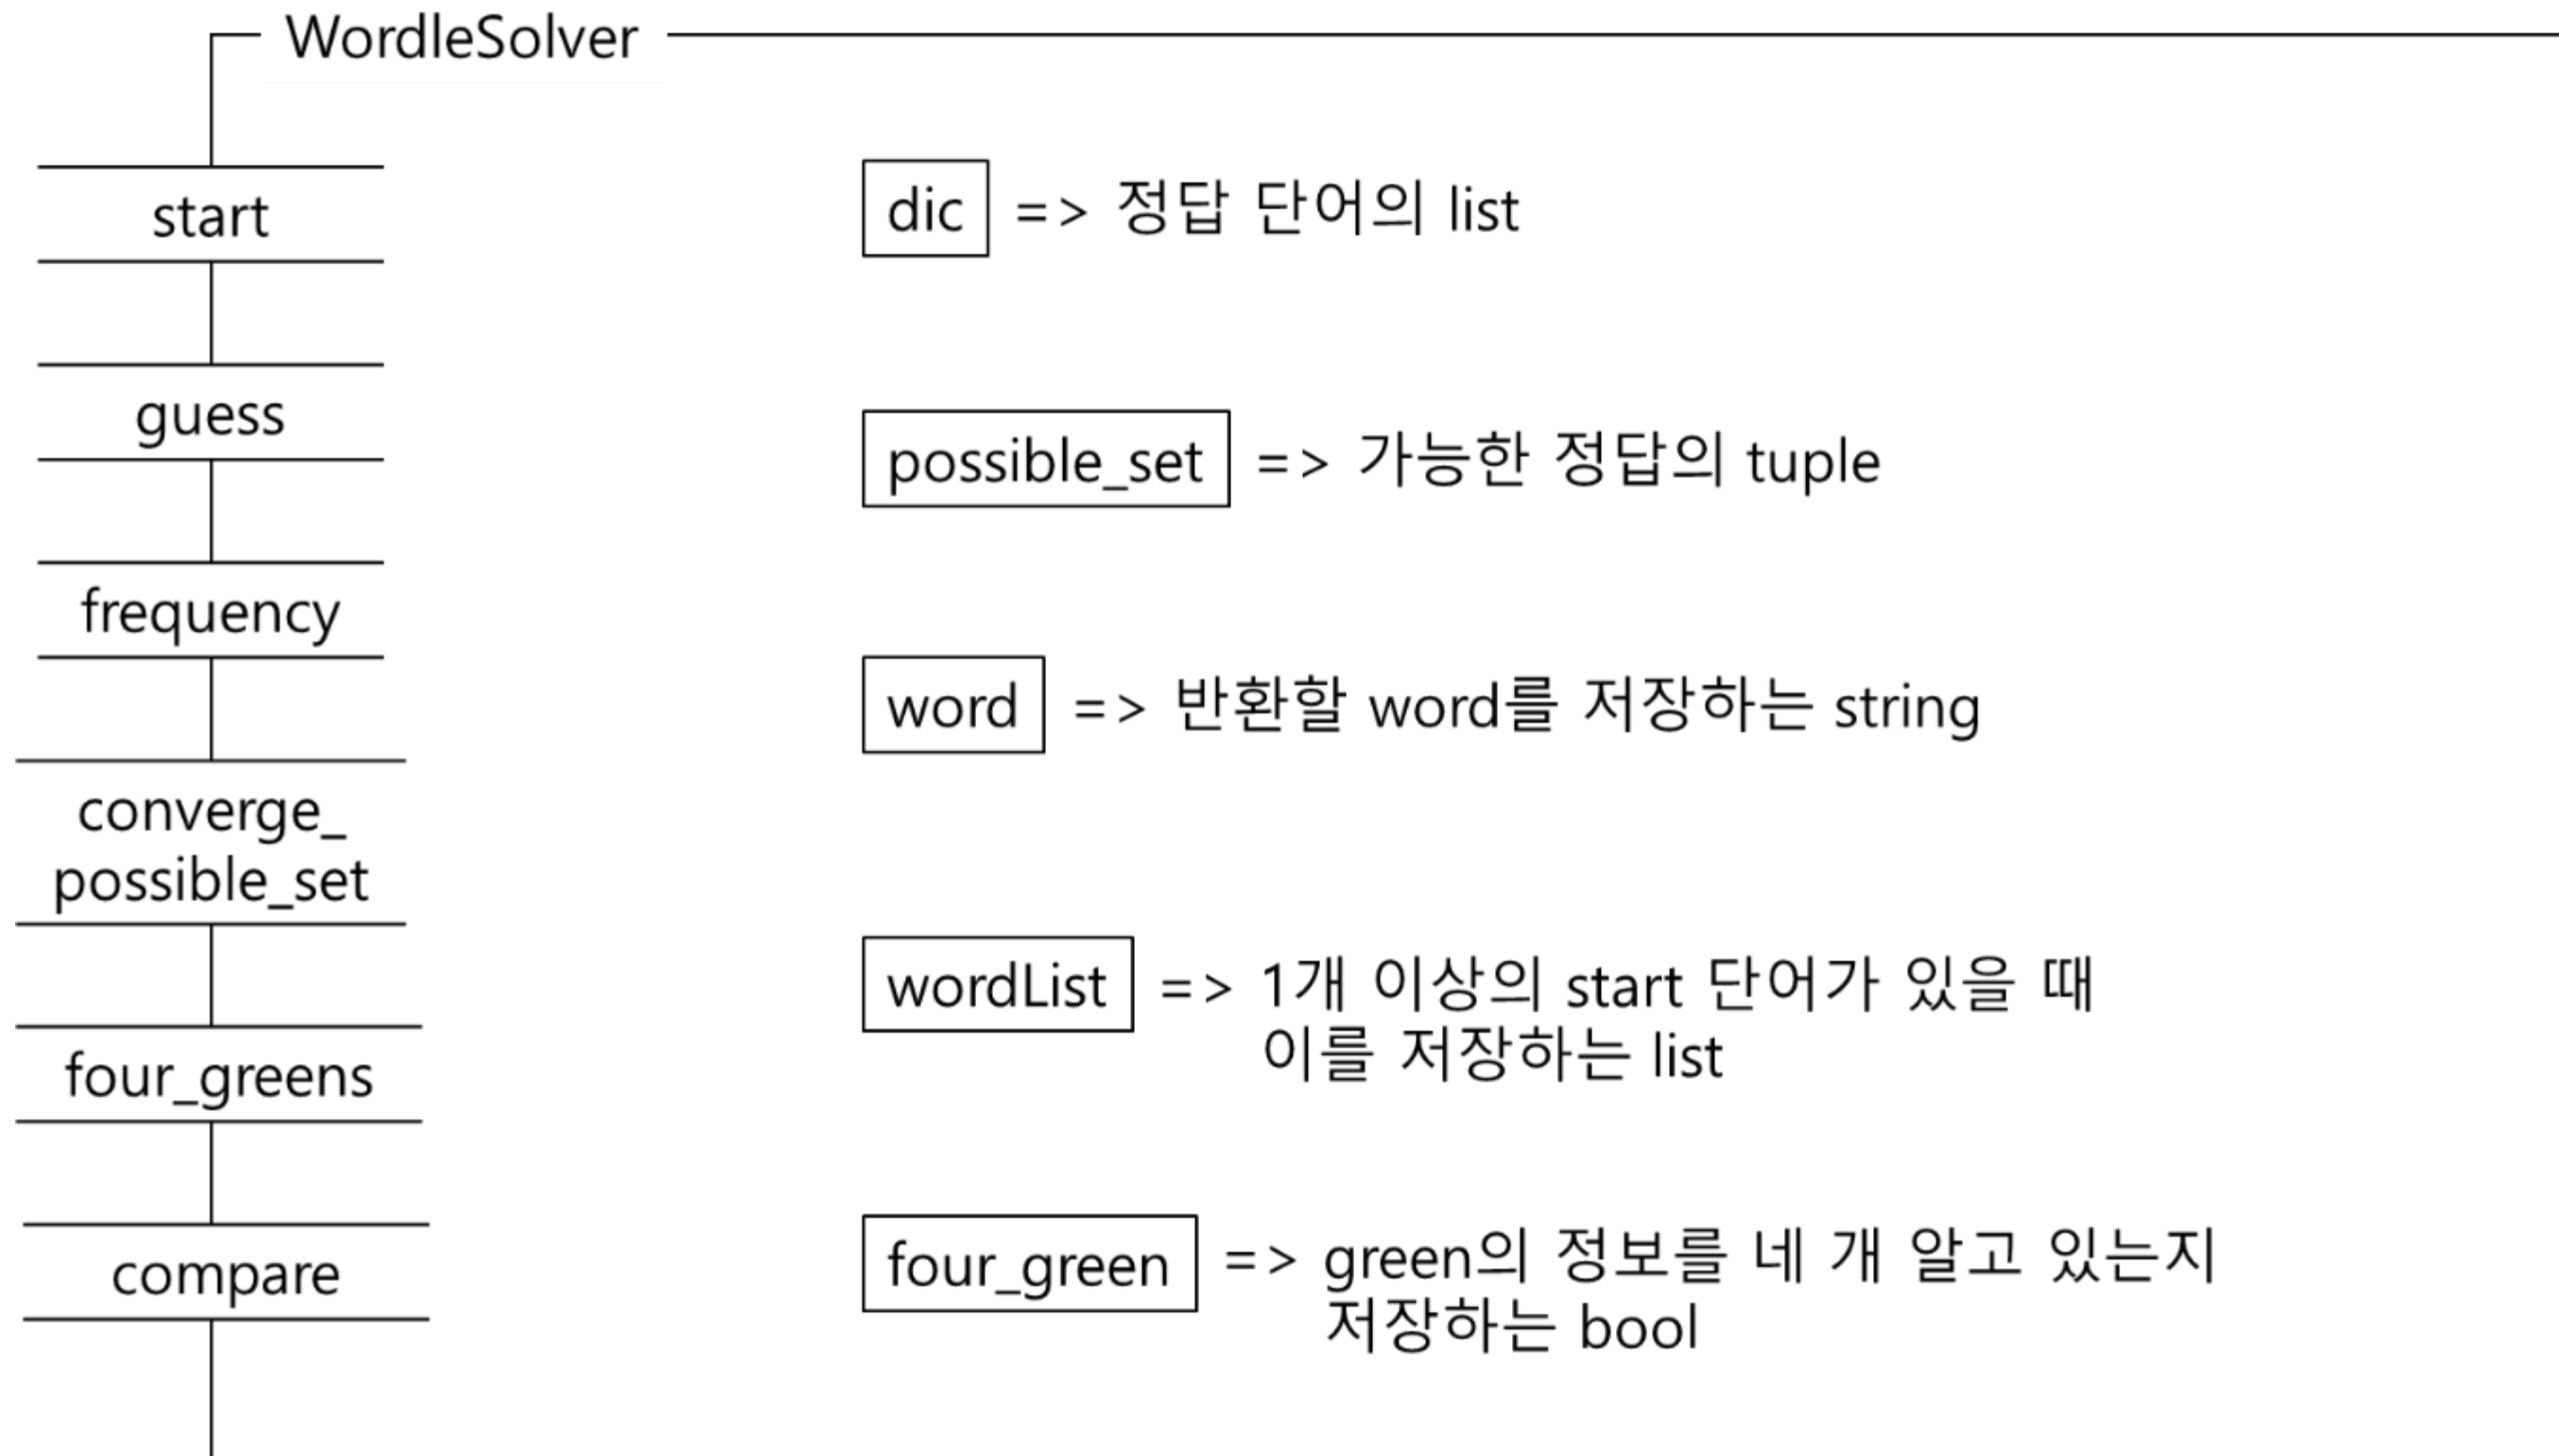 WordleSolver
start
guess
frequency
converge_
possible_set
four_greens
compare
dic => 정답 단어의 list
possible_set => 가능한 정답의 tuple
word => 반환할 word를 저장하는 string
wordList => 1개 이상의 start 단어가 있을 때
이를 저장하는 list
four_green => green의 정보를 네 개 알고 있는지
저장하는 bool